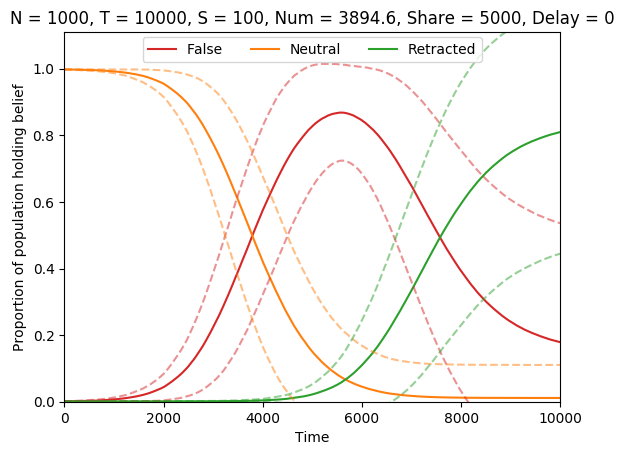 N = 1000, T = 10000, S = 100, Num = 3894.6, Share = 5000, Delay = 0
False Neutral Retracted
1.0
0.8
0.6
0.4
0.2
0.0
Proportion of population holding belief
0 2000 4000 6000 8000 10000
Time